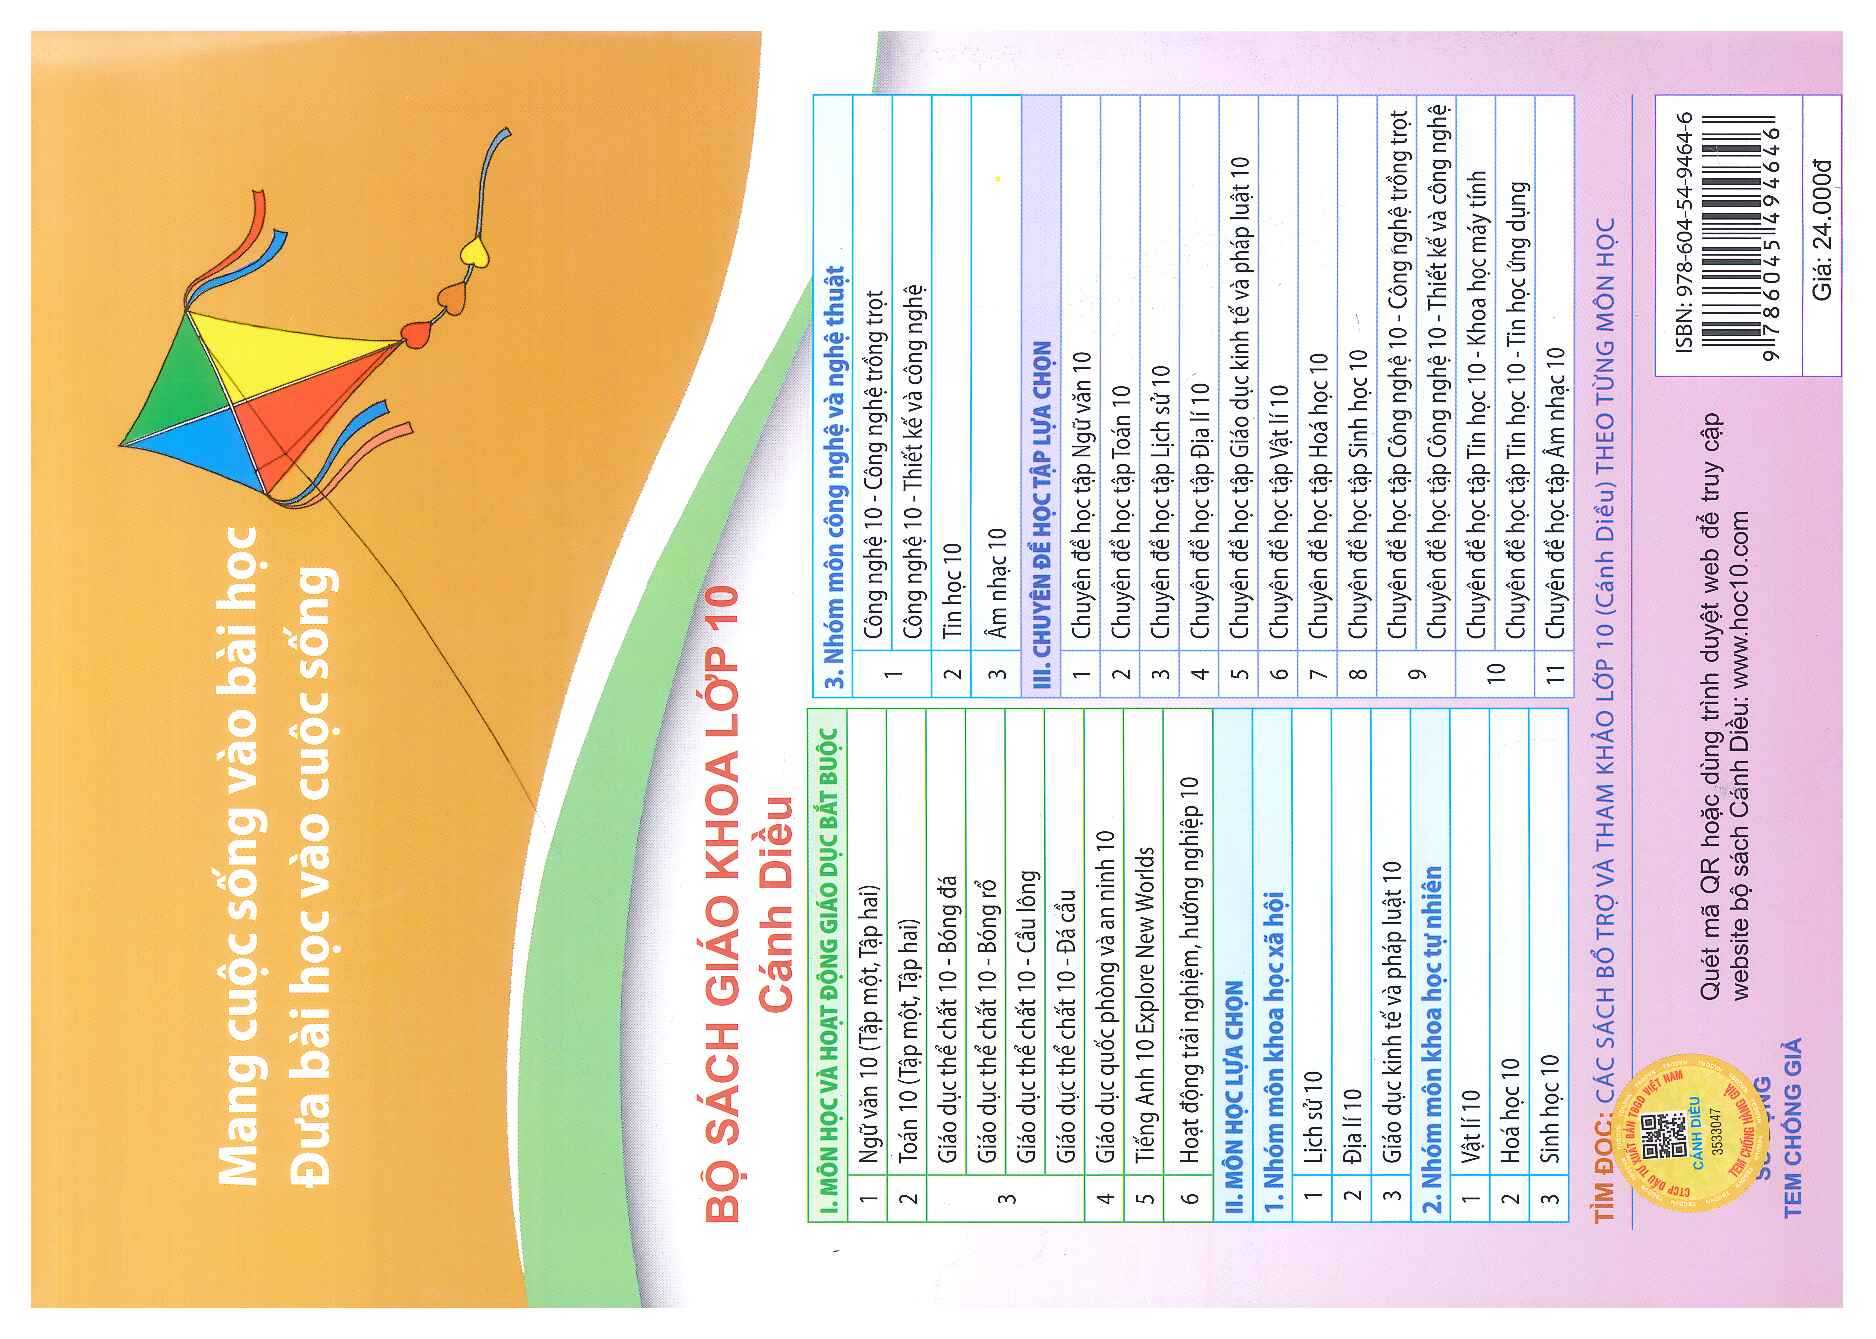 Mang cuộc sống vào bài học
Đưa bài học vào cuộc sống
BỘ SÁCH GIÁO KHOA LỚP 10
Cánh Diều
I. MÔN HỌC VÀ HOẠT ĐỘNG GIÁO DỤC BẮT BUỘC
1 Ngữ văn 10 (Tập một, Tập hai)
2 Toán 10 (Tập một, Tập hai)
3 Giáo dục thể chất 10 - Bóng đá
Giáo dục thể chất 10 - Bóng rổ
Giáo dục thể chất 10 - Cầu lông
Giáo dục thể chất 10 - Đá cầu
4 Giáo dục quốc phòng và an ninh 10
5 Tiếng Anh 10 Explore New Worlds
6 Hoạt động trải nghiệm, hướng nghiệp 10
II. MÔN HỌC LỰA CHỌN
1. Nhóm môn khoa học xã hội
1 Lịch sử 10
2 Địa lí 10
3 Giáo dục kinh tế và pháp luật 10
2. Nhóm môn khoa học tự nhiên
1 Vật lí 10
2 Hoá học 10
3 Sinh học 10
3. Nhóm môn công nghệ và nghệ thuật
1 Công nghệ 10 - Công nghệ trồng trọt
Công nghệ 10 - Thiết kế và công nghệ
2 Tin học 10
3 Âm nhạc 10
III. CHUYÊN ĐỀ HỌC TẬP LỰA CHỌN
1 Chuyên đề học tập Ngữ văn 10
2 Chuyên đề học tập Toán 10
3 Chuyên đề học tập Lịch sử 10
4 Chuyên đề học tập Địa lí 10
5 Chuyên đề học tập Giáo dục kinh tế và pháp luật 10
6 Chuyên đề học tập Vật lí 10
7 Chuyên đề học tập Hoá học 10
8 Chuyên đề học tập Sinh học 10
9 Chuyên đề học tập Công nghệ 10 - Công nghệ trồng trọt
Chuyên đề học tập Công nghệ 10 - Thiết kế và công nghệ
10 Chuyên đề học tập Tin học 10 - Khoa học máy tính
Chuyên đề học tập Tin học 10 - Tin học ứng dụng
11 Chuyên đề học tập Âm nhạc 10
TÌM ĐỌC: CÁC SÁCH BỔ TRỢ VÀ THAM KHẢO LỚP 10 (Cánh Diều) THEO TỪNG MÔN HỌC
CTCP ĐẦU TƯ XUẤT BẢN TBGD VIỆT NAM
CÁNH DIỀU
3533047
TEM CHỐNG HÀNG GIẢ
TEM CHỐNG GIẢ
Quét mã QR hoặc dùng trình duyệt web để truy cập
website bộ sách Cánh Diều: www.hoc10.com
ISBN: 978-604-54-9464-6
9 786045 494646
Giá: 24.000đ